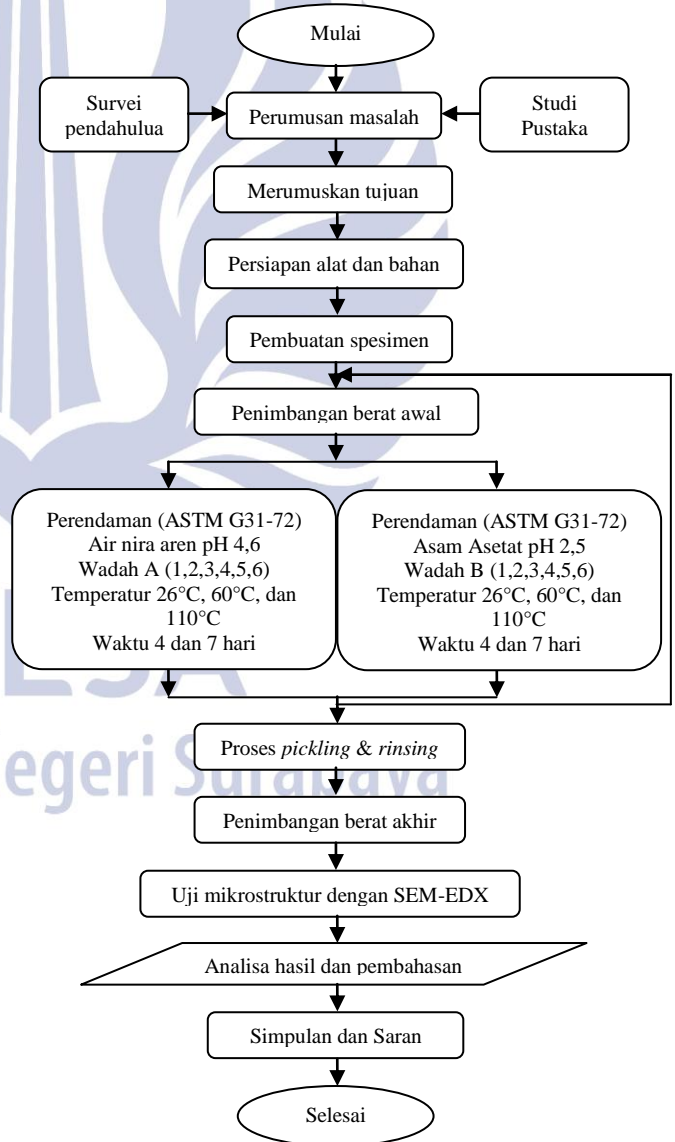 Mulai
Survei
pendahulua
Perumusan masalah
Studi
Pustaka
Merumuskan tujuan
Persiapan alat dan bahan
Pembuatan spesimen
Penimbangan berat awal
Perendaman (ASTM G31-72)
Air nira aren pH 4,6
Wadah A (1,2,3,4,5,6)
Temperatur 26°C, 60°C, dan
110°C
Waktu 4 dan 7 hari
Perendaman (ASTM G31-72)
Asam Asetat pH 2,5
Wadah B (1,2,3,4,5,6)
Temperatur 26°C, 60°C, dan
110°C
Waktu 4 dan 7 hari
ESA
Proses pickling & rinsing
egeri Surabaya
Penimbangan berat akhir
Uji mikrostruktur dengan SEM-EDX
Analisa hasil dan pembahasan
Simpulan dan Saran
Selesai